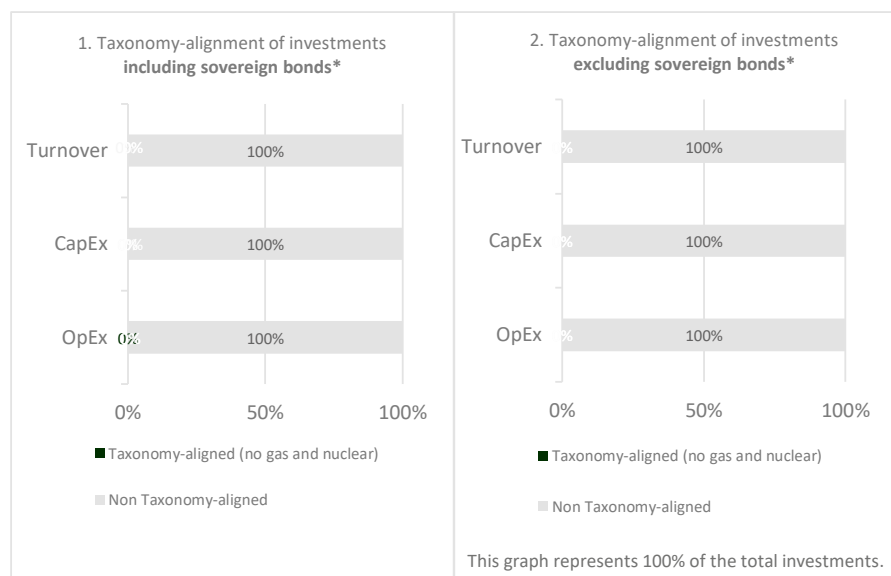 1. Taxonomy-alignment of investments
including sovereign bonds*
Turnover
0%
100%
CapEx
0%
100%
OpEx
0%
100%
0%
50%
100%
Taxonomy-aligned (no gas and nuclear)
Non Taxonomy-aligned
2. Taxonomy-alignment of investments
excluding sovereign bonds*
Turnover
100%
CapEx
100%
OpEx
100%
0%
50%
100%
Taxonomy-aligned (no gas and nuclear)
Non Taxonomy-aligned
This graph represents 100% of the total investments.